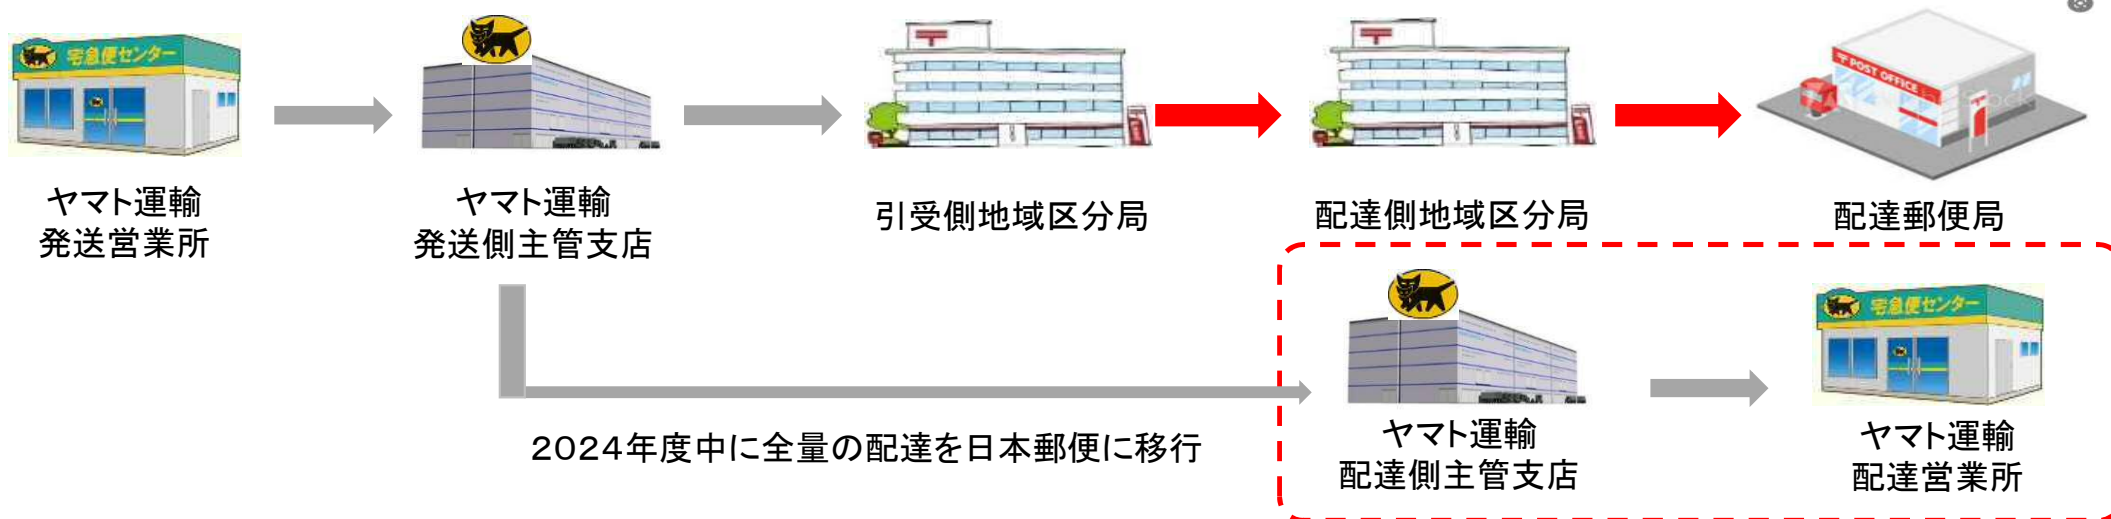 宅急便センター
POST OFFICE
ヤマト運輸
発送営業所
ヤマト運輸
発送側主管支店
引受側地域区分局
配達側地域区分局
配達郵便局
宅急便センター
2024年度中に全量の配達を日本郵便に移行
ヤマト運輸
配達側主管支店
ヤマト運輸
配達営業所